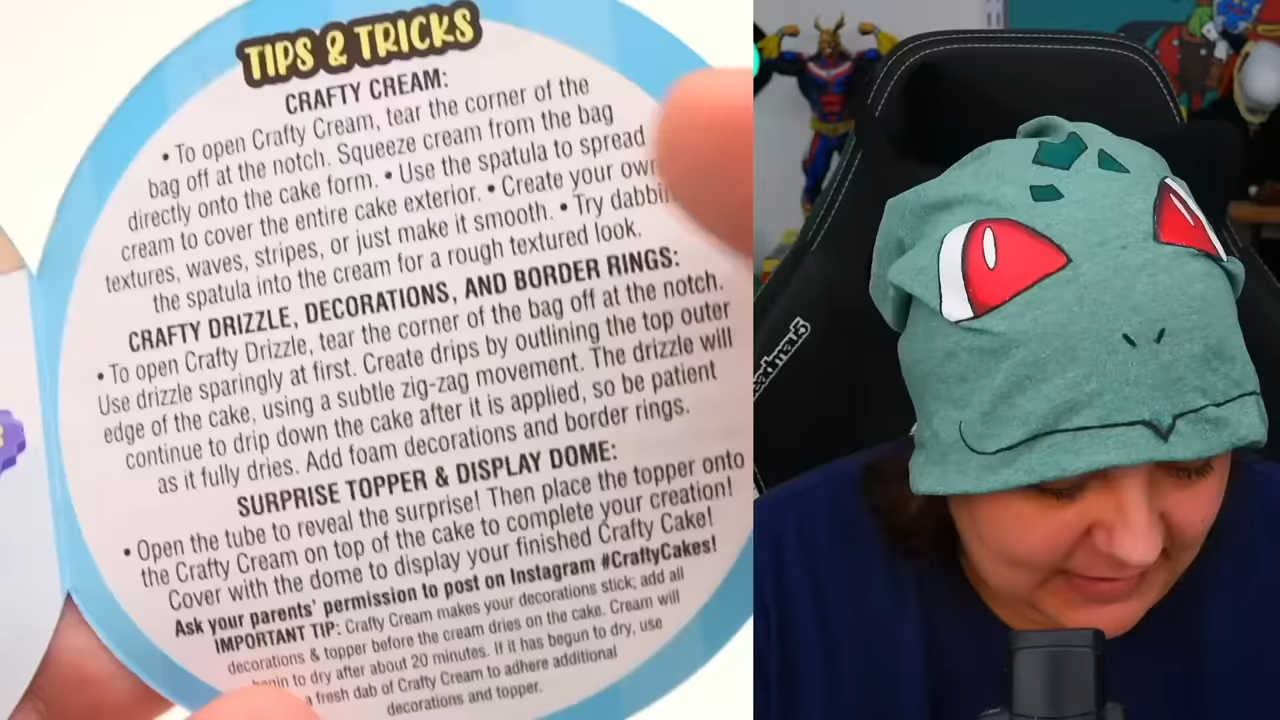 TIPS & TRICKS
CRAFTY CREAM:
• To open Crafty Cream, tear the corner of the
bag off at the notch. Squeeze cream from the bag
directly onto the cake form. • Use the spatula to spread
cream to cover the entire cake exterior. • Create your own
textures, waves, stripes, or just make it smooth. • Try
the spatula into the cream for a rough textured look.
CRAFTY DRIZZLE, DECORATIONS, AND BORDER RINGS:
• To open Crafty Drizzle, tear the corner of the bag off at the notch.
Use drizzle sparingly at first. Create drips by outlining the top outer
edge of the cake, using a subtle zig-zag movement. The drizzle will
continue to drip down the cake after it is applied, so be patient
as it fully dries. Add foam decorations and border rings.
SURPRISE TOPPER & DISPLAY DOME:
• Open the tube to reveal the surprise! Then place the topper onto
the Crafty Cream on top of the cake to complete your creation!
Cover with the dome to display your finished Crafty Cake!
Ask your parents' permission to post on Instagram #CraftyCakes!
IMPORTANT TIP: Crafty Cream makes your decorations stick; add all
decorations & topper before the cream dries on the cake. Cream will
to dry after about 20 minutes. If it has begun to dry, use
a fresh dab of Crafty Cream to adhere additional
decorations and topper.
deadmau5